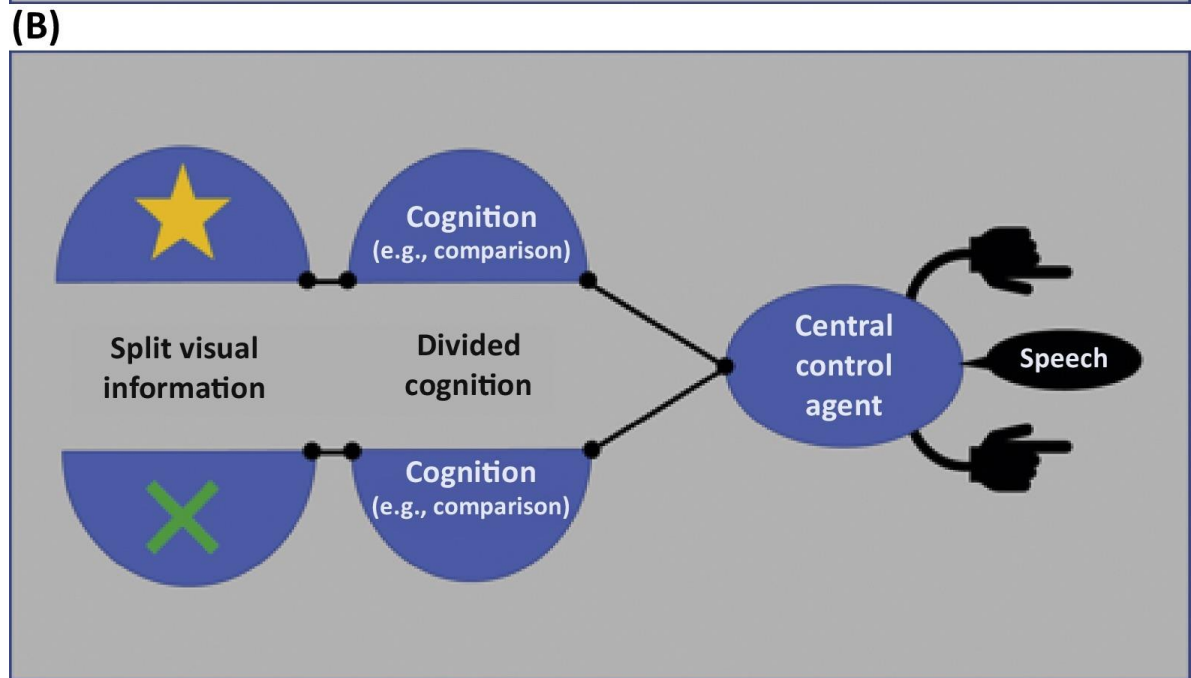 (B)
Cognition
(e.g., comparison)
Split visual
information
Divided
cognition
Central
control
agent
Speech
Cognition
(e.g., comparison)